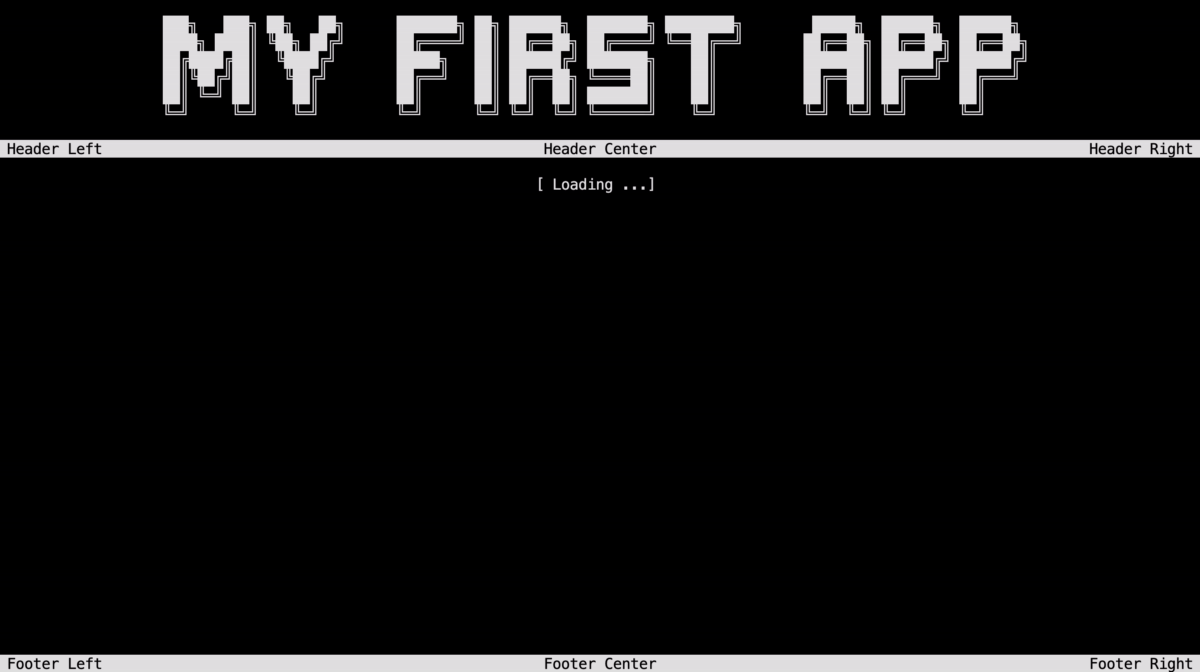 MY FIRST APP
Header Left Header Center Header Right
[ Loading ...]
Footer Left Footer Center Footer Right